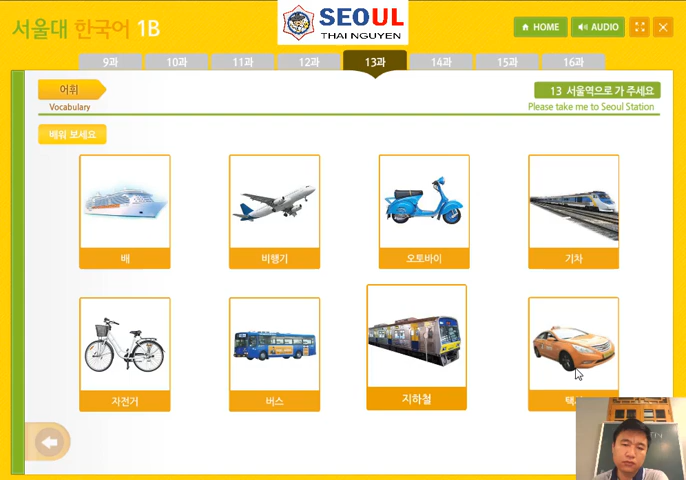 서울대 한국어 1B
SEOUL
THAI NGUYEN
HOME
AUDIO
9과
10과
11과
12과
13과
14과
15과
16과
어휘
Vocabulary
13 서울역으로 가 주세요
Please take me to Seoul Station
배워 보세요
배
비행기
오토바이
기차
자전거
버스
지하철